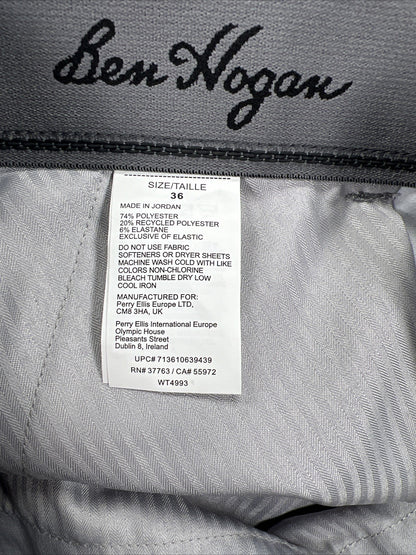 Ben Hogan
SIZE/TAILLE
36
MADE IN JORDAN
74% POLYESTER
20% RECYCLED POLYESTER
6% ELASTANE
EXCLUSIVE OF ELASTIC
DO NOT USE FABRIC
SOFTENERS OR DRYER SHEETS
MACHINE WASH COLD WITH LIKE
COLORS NON-CHLORINE
BLEACH TUMBLE DRY LOW
COOL IRON
MANUFACTURED FOR:
Perry Ellis Europe LTD,
CM8 3HA, UK
Perry Ellis International Europe
Olympic House
Pleasants Street
Dublin 8, Ireland
UPC# 713610639439
RN# 37763 / CA# 55972
WT4993